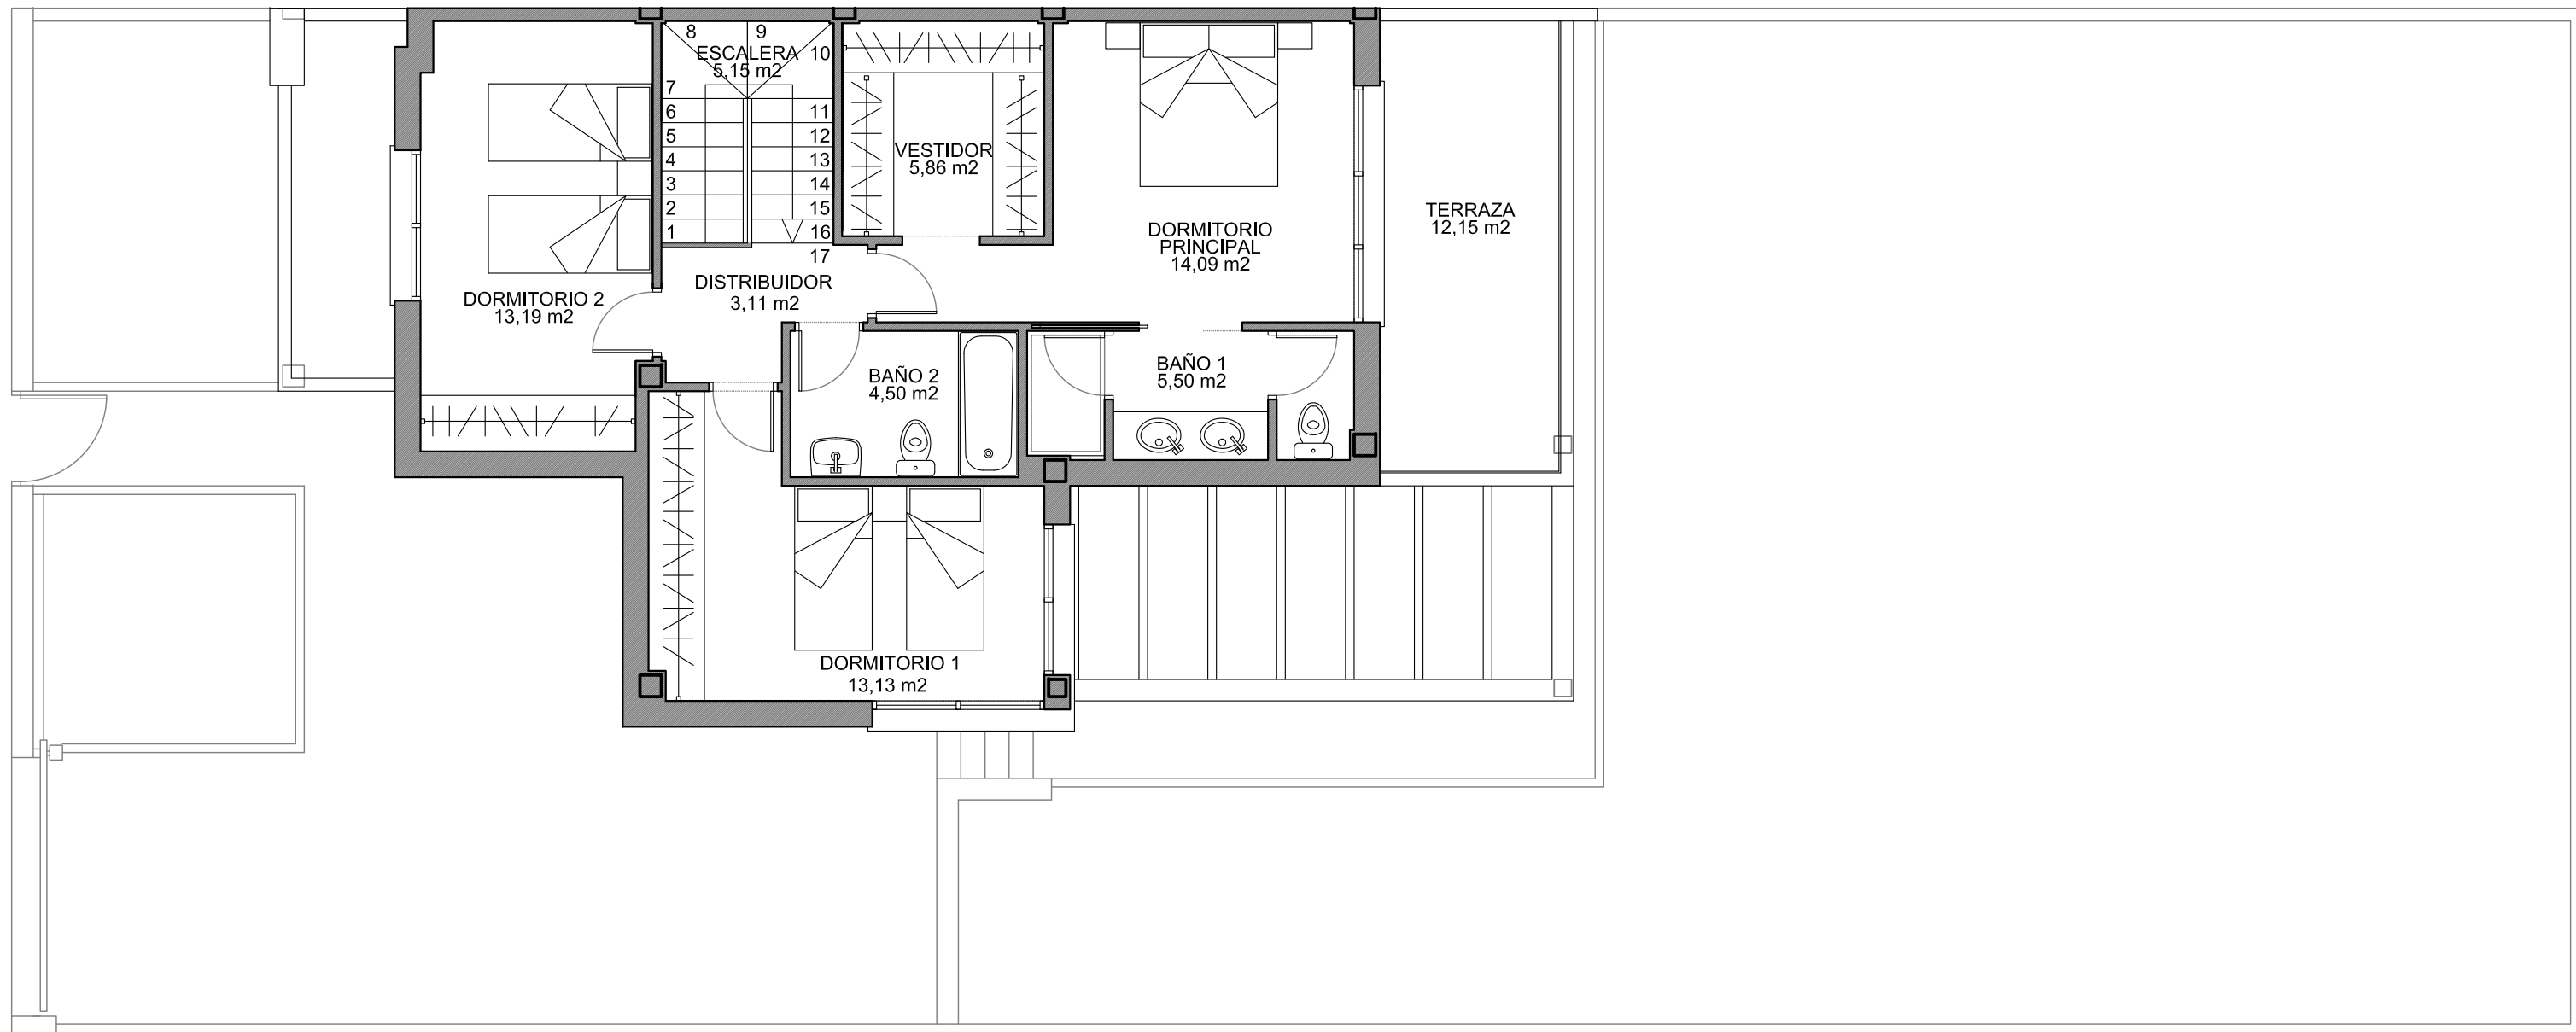 8
9
ESCALERA
5,15 m2
10
7
6
11
5
12
4
13
3
14
2
15
1
16
17
VESTIDOR
5,86 m2
DORMITORIO
PRINCIPAL
14,09 m2
TERRAZA
12,15 m2
DISTRIBUIDOR
3,11 m2
DORMITORIO 2
13,19 m2
BAÑO 2
4,50 m2
BAÑO 1
5,50 m2
DORMITORIO 1
13,13 m2